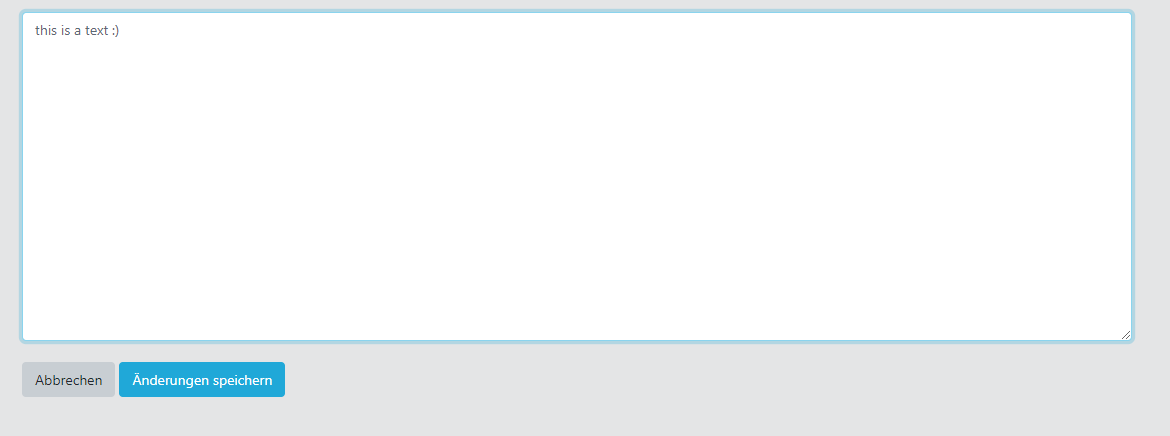 this is a text :)
Abbrechen
Änderungen speichern